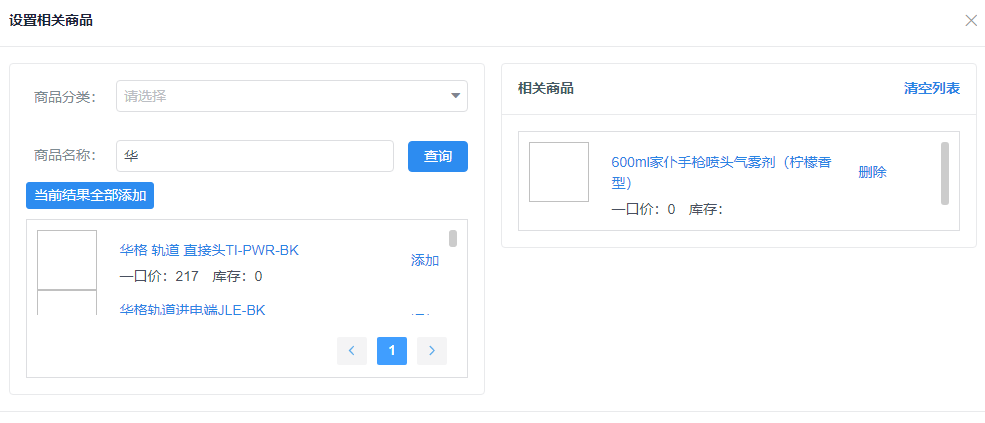 设置相关商品
商品分类：
请选择
商品名称：
华
查询
当前结果全部添加
华格 轨道 直接头TI-PWR-BK
一口价：217 库存：0
添加
华格轨道进电端JLE-BK
1
相关商品
清空列表
600ml家仆手枪喷头气雾剂（柠檬香
型）
一口价：0 库存：
删除